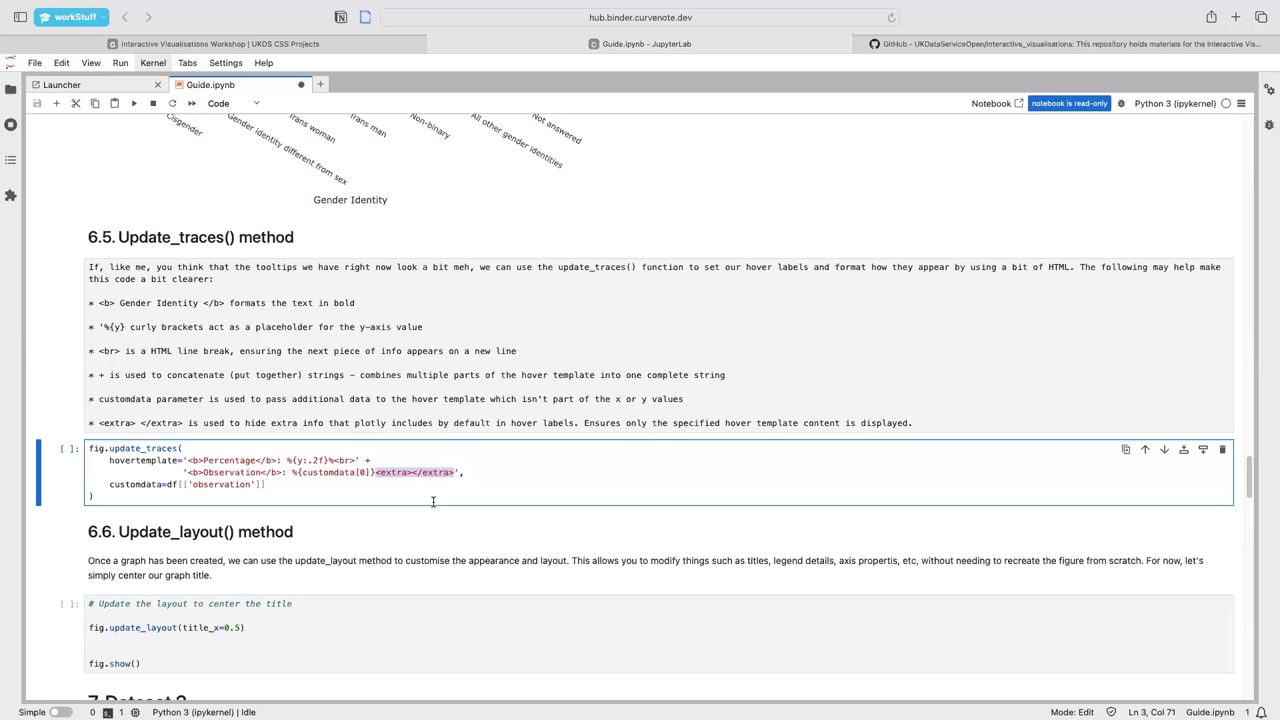 workStuff
hub.binder.curvenote.dev
Interactive Visualisations Workshop | UKDS CSS Projects
Guide.ipynb - JupyterLab
GitHub - UKDataServiceOpen/Interactive_visualisations: This repository holds materials for the Interactive Vis...
File Edit View Run Kernel Tabs Settings Help
Launcher
Guide.ipynb
Code
Notebook
notebook is read-only
Python 3 (ipykernel)
Cisgender
Gender identity different from sex
Trans woman
Trans man
Non-binary
All other gender identities
Not answered
Gender Identity
6.5. Update_traces() method
If, like me, you think that the tooltips we have right now look a bit meh, we can use the update_traces() function to set our hover labels and format how they appear by using a bit of HTML. The following may help make
this code a bit clearer:
* <b> Gender Identity </b> formats the text in bold
* '%{y} curly brackets act as a placeholder for the y-axis value
* <br> is a HTML line break, ensuring the next piece of info appears on a new line
* + is used to concatenate (put together) strings - combines multiple parts of the hover template into one complete string
* customdata parameter is used to pass additional data to the hover template which isn't part of the x or y values
* <extra> </extra> is used to hide extra info that plotly includes by default in hover labels. Ensures only the specified hover template content is displayed.
[ ]: fig.update_traces(
hovertemplate='<b>Percentage</b>: %{y:.2f}%<br>' +
'<b>Observation</b>: %{customdata[0]}<extra></extra>',
customdata=df[['observation']]
)
6.6. Update_layout() method
Once a graph has been created, we can use the update_layout method to customise the appearance and layout. This allows you to modify things such as titles, legend details, axis propertis, etc, without needing to recreate the figure from scratch. For now, let's
simply center our graph title.
[ ]: # Update the layout to center the title
fig.update_layout(title_x=0.5)
fig.show()
7. Dataset 2
Simple 0 1 Python 3 (ipykernel) | Idle
Mode: Edit
Ln 3, Col 71
Guide.ipynb
1